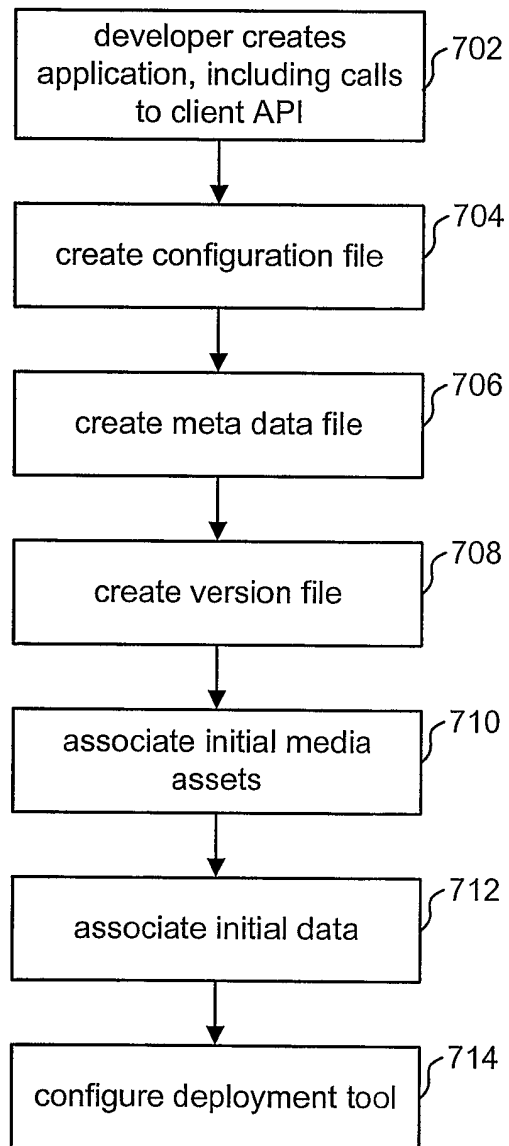 developer creates
application, including calls
to client API
702
create configuration file
704
create meta data file
706
create version file
708
associate initial media
assets
710
associate initial data
712
configure deployment tool
714